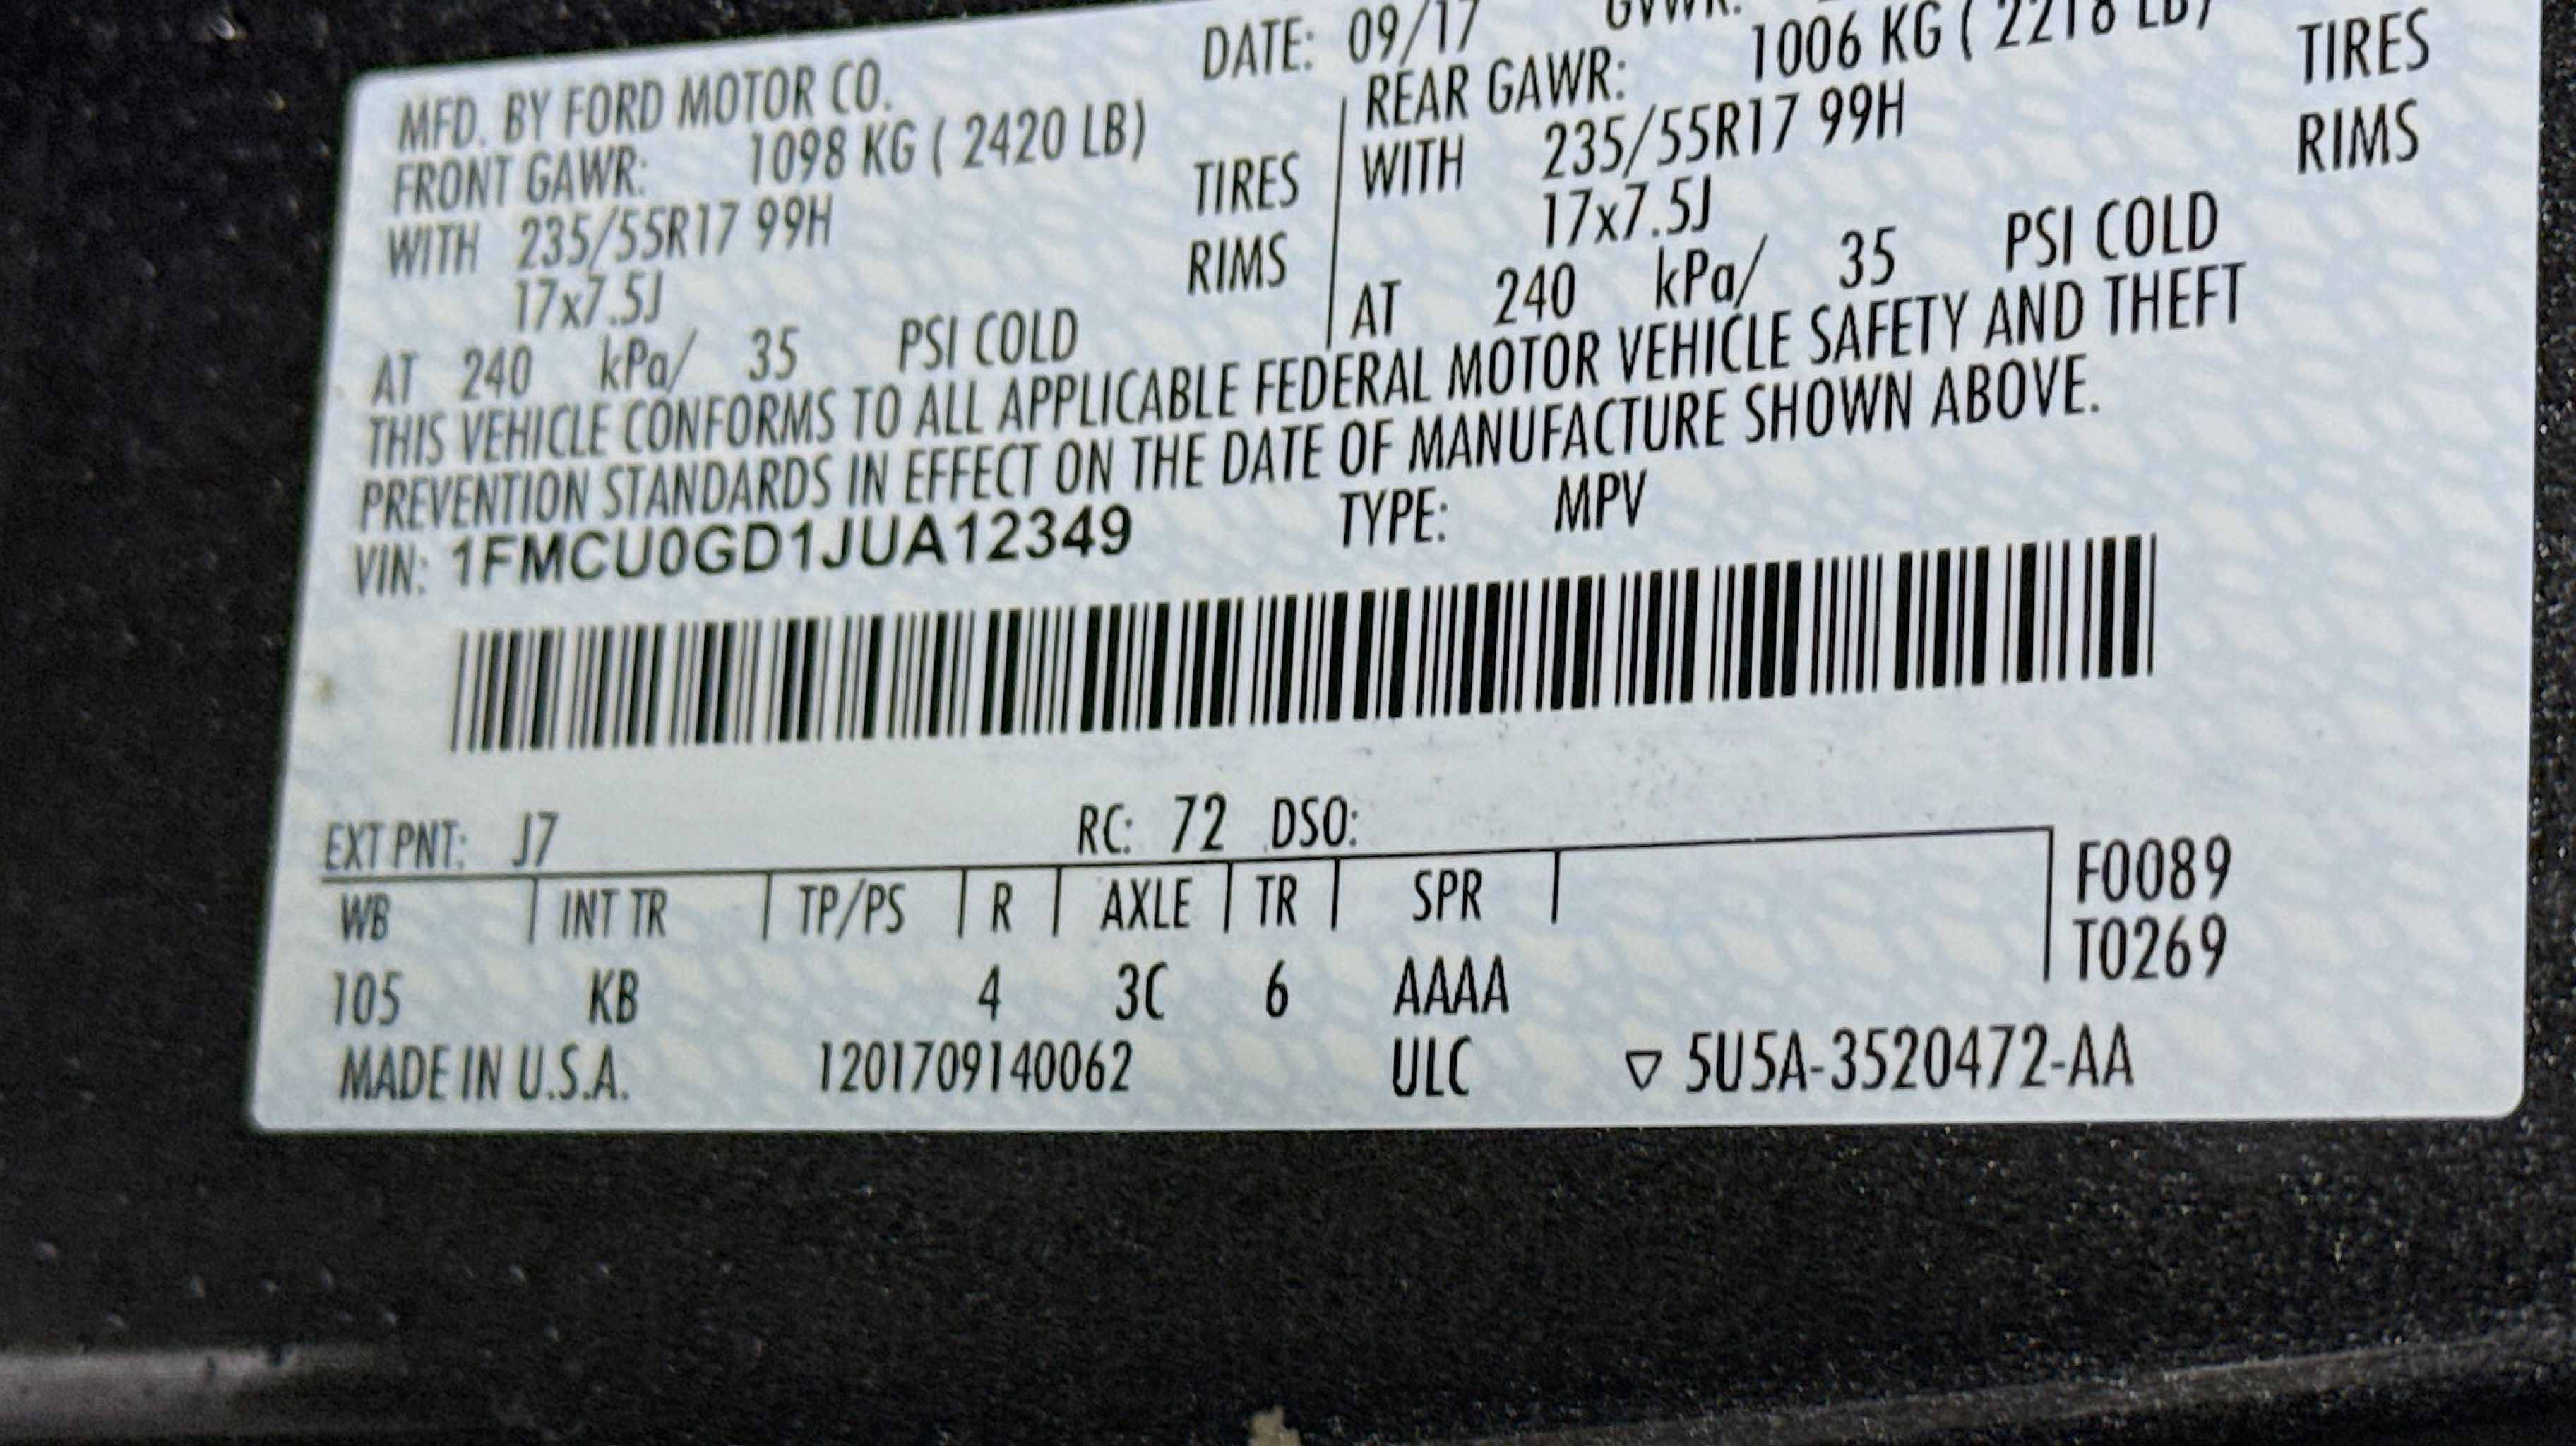 MFD. BY FORD MOTOR CO. DATE: 09/17 GVWR:
FRONT GAWR: 1098 KG ( 2420 LB) REAR GAWR: 1006 KG ( 2218 LB)
WITH 235/55R17 99H TIRES WITH 235/55R17 99H TIRES
17x7.5J RIMS 17x7.5J RIMS
AT 240 kPa/ 35 PSI COLD AT 240 kPa/ 35 PSI COLD
THIS VEHICLE CONFORMS TO ALL APPLICABLE FEDERAL MOTOR VEHICLE SAFETY AND THEFT
PREVENTION STANDARDS IN EFFECT ON THE DATE OF MANUFACTURE SHOWN ABOVE.
VIN: 1FMCU0GD1JUA12349 TYPE: MPV
EXT PNT: J7 RC: 72 DSO:
WB INT TR TP/PS R AXLE TR SPR F0089
T0269
105 KB 4 3C 6 AAAA
MADE IN U.S.A. 1201709140062 ULC ▽ 5U5A-3520472-AA